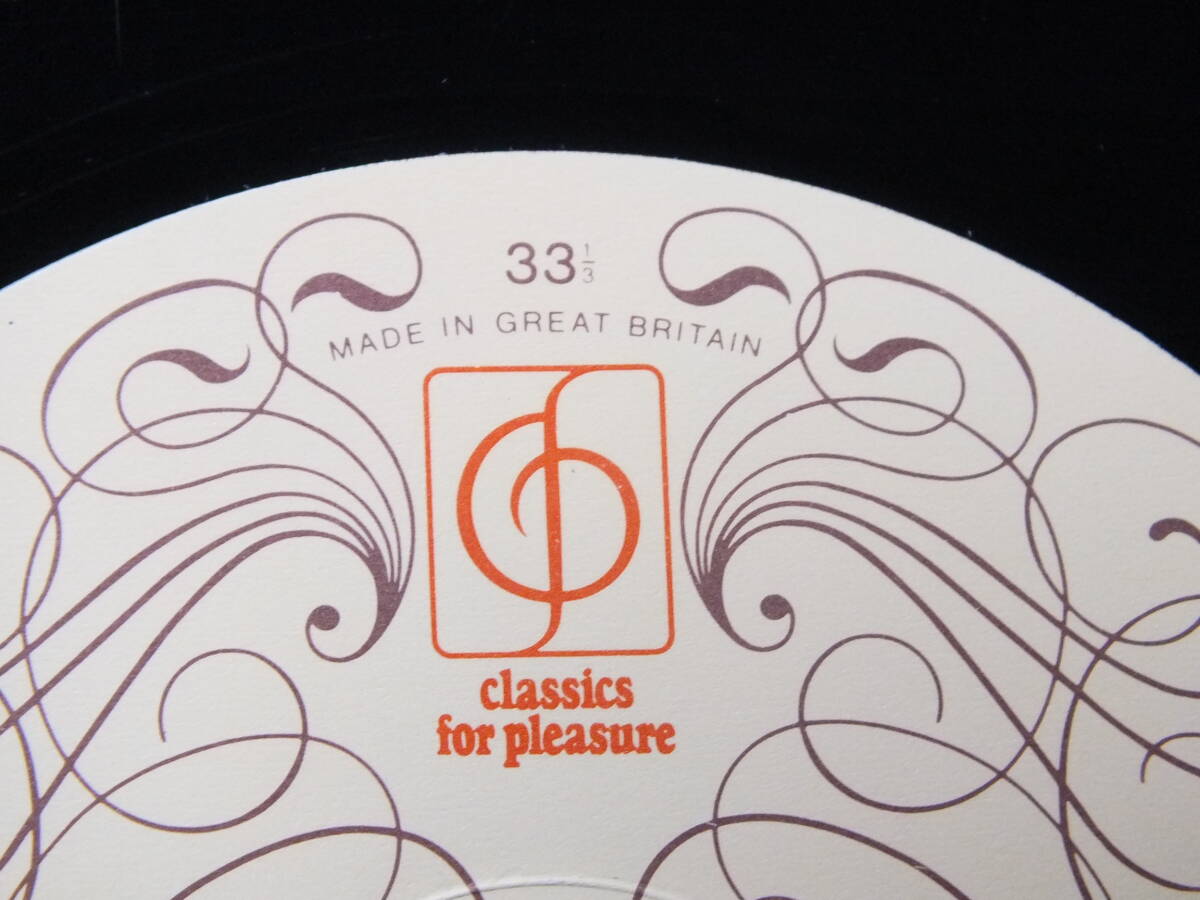 33⅓
MADE IN GREAT BRITAIN
classics
for pleasure